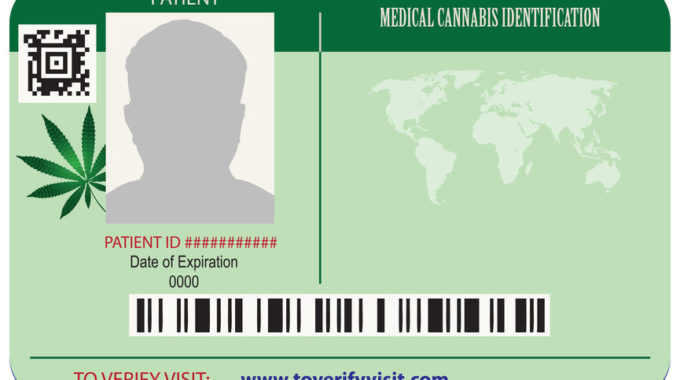 PATIENT
MEDICAL CANNABIS IDENTIFICATION
PATIENT ID ###########
Date of Expiration
0000
TO VERIFY VISIT: www.toverifyvisit.com